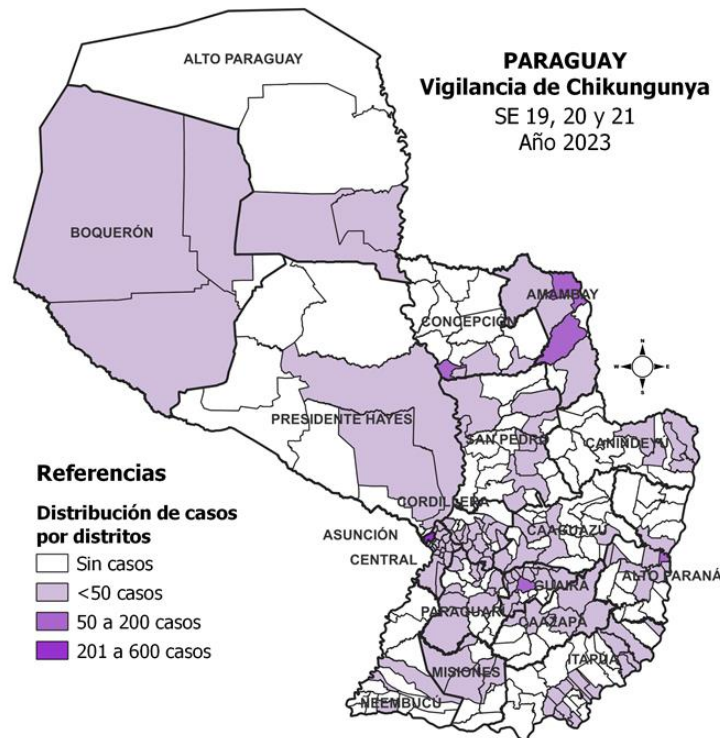 PARAGUAY
Vigilancia de Chikungunya
SE 19, 20 y 21
Año 2023
ALTO PARAGUAY
BOQUERÓN
AMAMBAY
CONCEPCIÓN
N
W E
S
PRESIDENTE HAYES
SAN PEDRO
CANINDEYÚ
CORDILLERA
ASUNCIÓN
CAAGUAZÚ
CENTRAL
ALTO PARANÁ
GUAIRA
PARAGUARÍ
CAAZAPÁ
ITAPÚA
MISIONES
ÑEEMBUCÚ
Referencias
Distribución de casos
por distritos
Sin casos
<50 casos
50 a 200 casos
201 a 600 casos